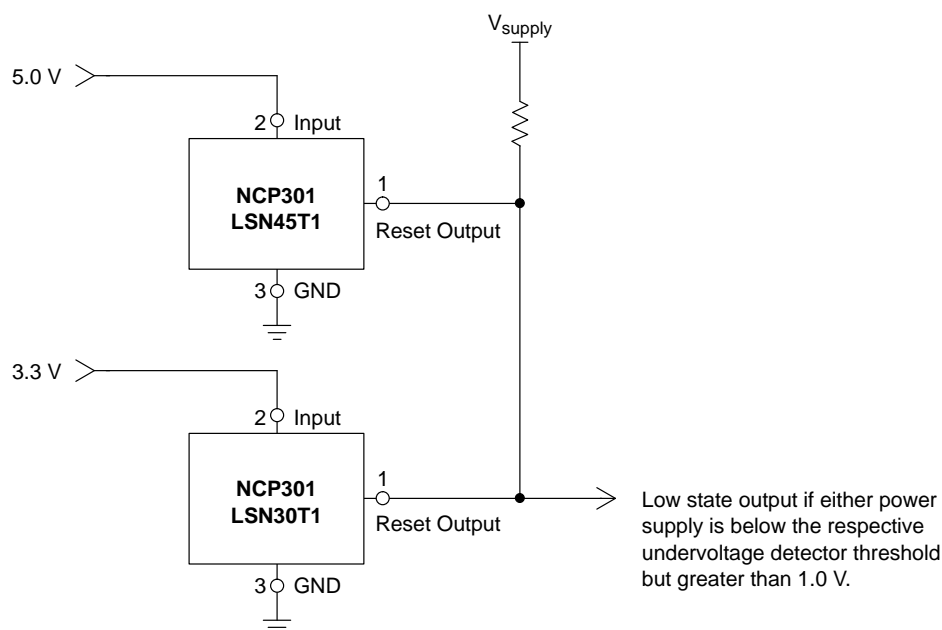 Vsupply
5.0 V
2 Input
NCP301
LSN45T1
1
Reset Output
3 GND
3.3 V
2 Input
NCP301
LSN30T1
1
Reset Output
3 GND
Low state output if either power
supply is below the respective
undervoltage detector threshold
but greater than 1.0 V.